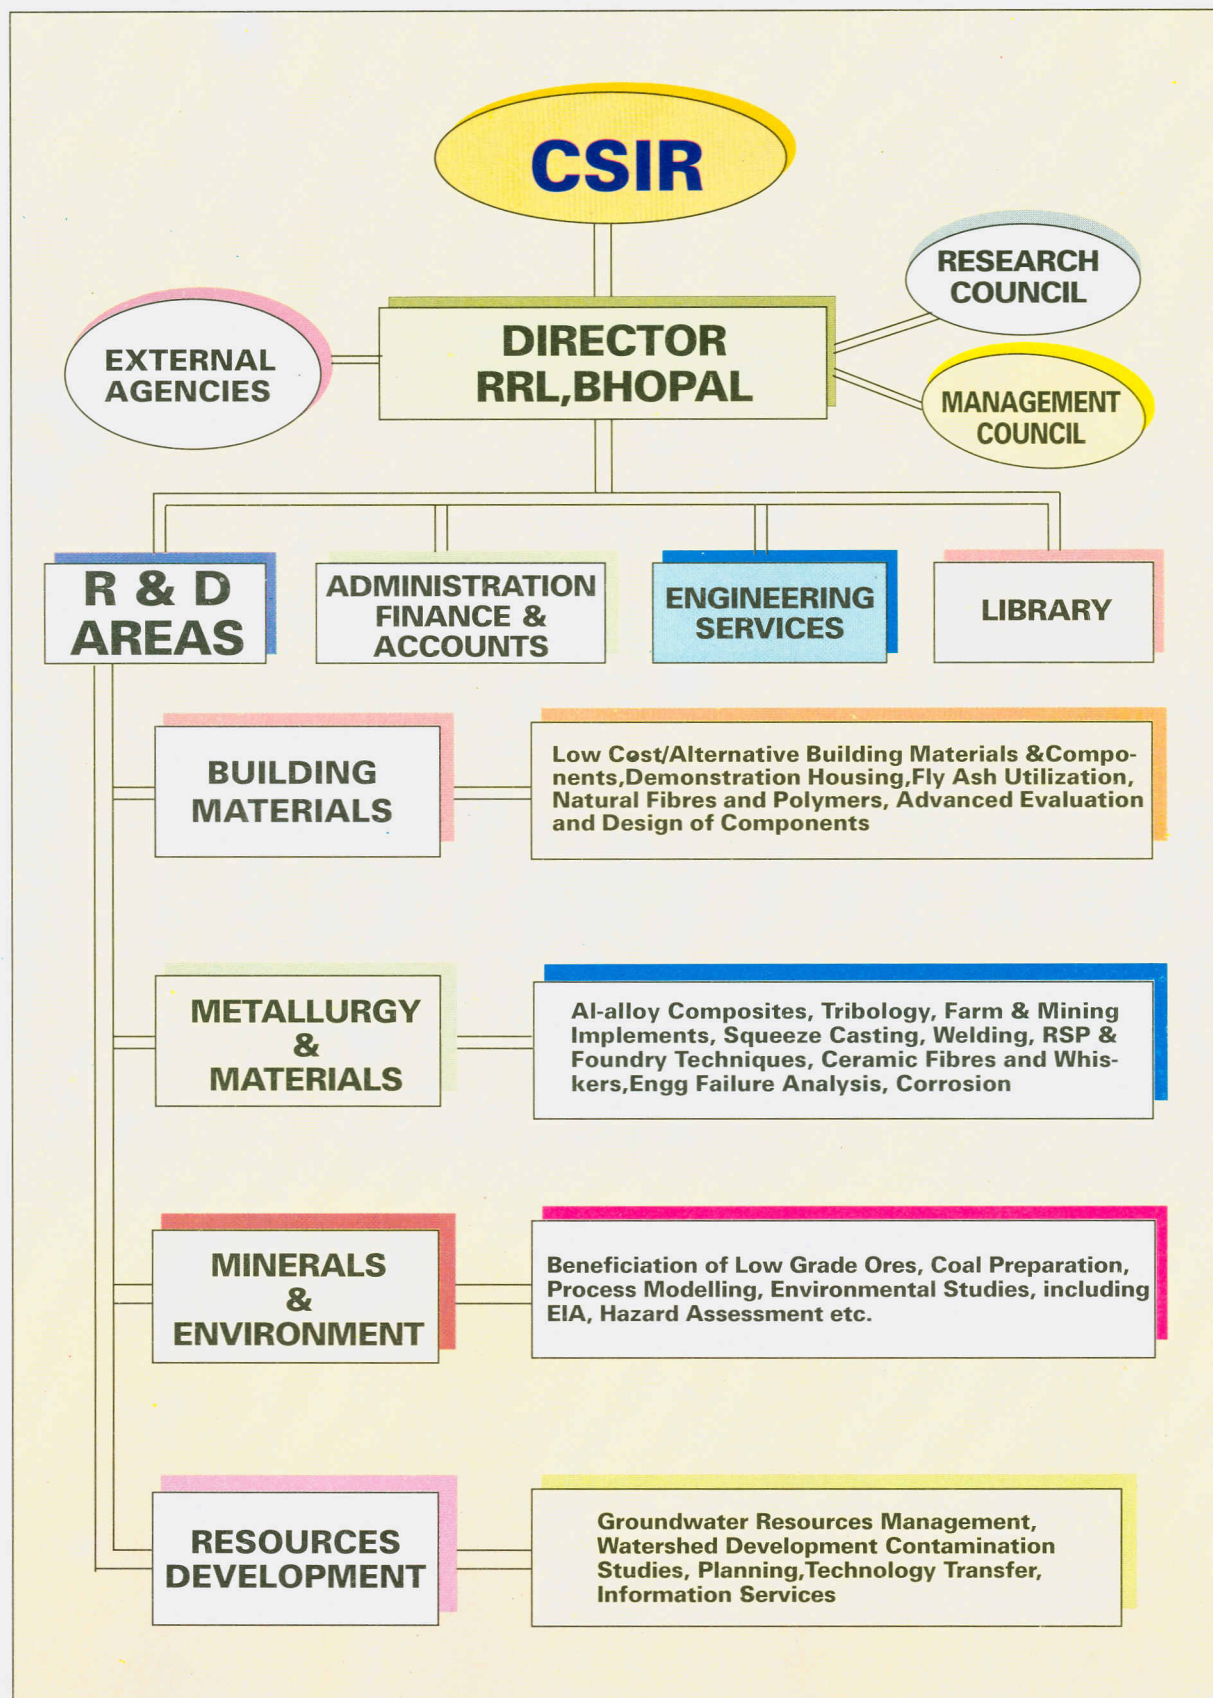 CSIR
RESEARCH
COUNCIL
EXTERNAL
AGENCIES
DIRECTOR
RRL,BHOPAL
MANAGEMENT
COUNCIL
R & D
AREAS
ADMINISTRATION
FINANCE &
ACCOUNTS
ENGINEERING
SERVICES
LIBRARY
BUILDING
MATERIALS
Low Cost/Alternative Building Materials &Compo-
nents,Demonstration Housing,Fly Ash Utilization,
Natural Fibres and Polymers, Advanced Evaluation
and Design of Components
METALLURGY
&
MATERIALS
Al-alloy Composites, Tribology, Farm & Mining
Implements, Squeeze Casting, Welding, RSP &
Foundry Techniques, Ceramic Fibres and Whis-
kers,Engg Failure Analysis, Corrosion
MINERALS
&
ENVIRONMENT
Beneficiation of Low Grade Ores, Coal Preparation,
Process Modelling, Environmental Studies, including
EIA, Hazard Assessment etc.
RESOURCES
DEVELOPMENT
Groundwater Resources Management,
Watershed Development Contamination
Studies, Planning,Technology Transfer,
Information Services